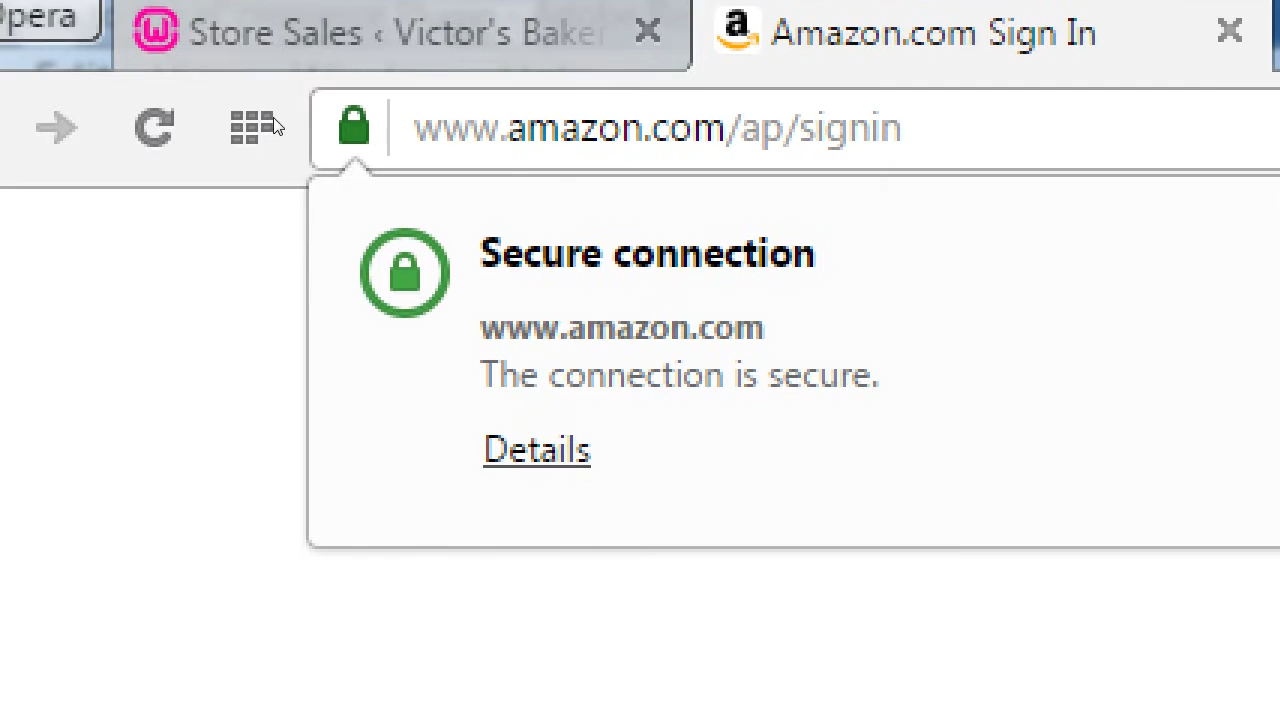 Opera
Store Sales ‹ Victor's Baker
Amazon.com Sign In
www.amazon.com/ap/signin
Secure connection
www.amazon.com
The connection is secure.
Details